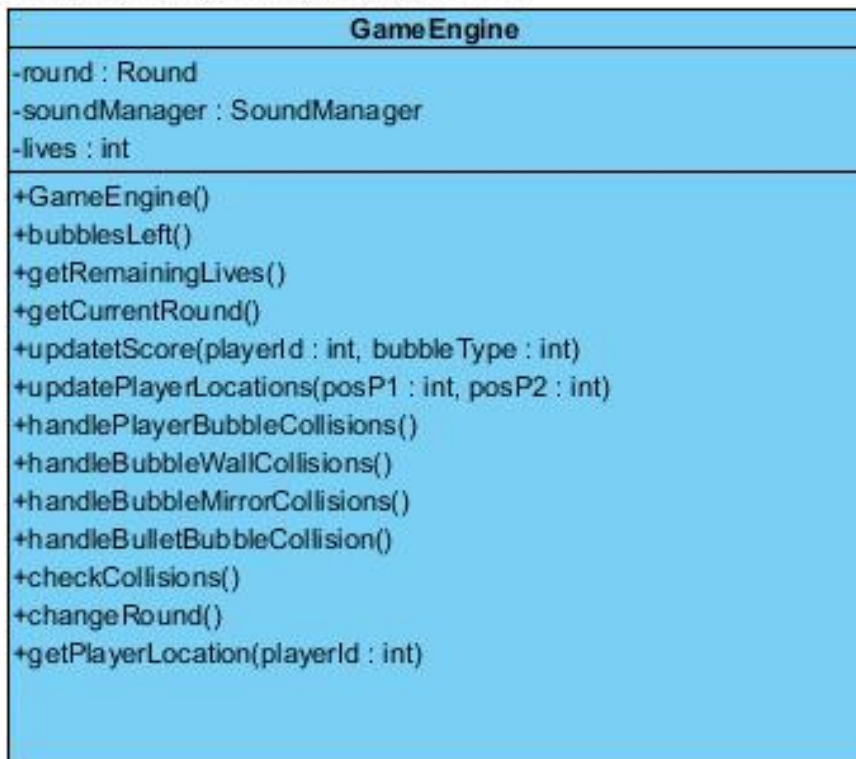 GameEngine
-round : Round
-soundManager : SoundManager
-lives : int
+GameEngine()
+bubblesLeft()
+getRemainingLives()
+getCurrentRound()
+updatetScore(playerId : int, bubbleType : int)
+updatePlayerLocations(posP1 : int, posP2 : int)
+handlePlayerBubbleCollisions()
+handleBubbleWallCollisions()
+handleBubbleMirrorCollisions()
+handleBulletBubbleCollision()
+checkCollisions()
+changeRound()
+getPlayerLocation(playerId : int)